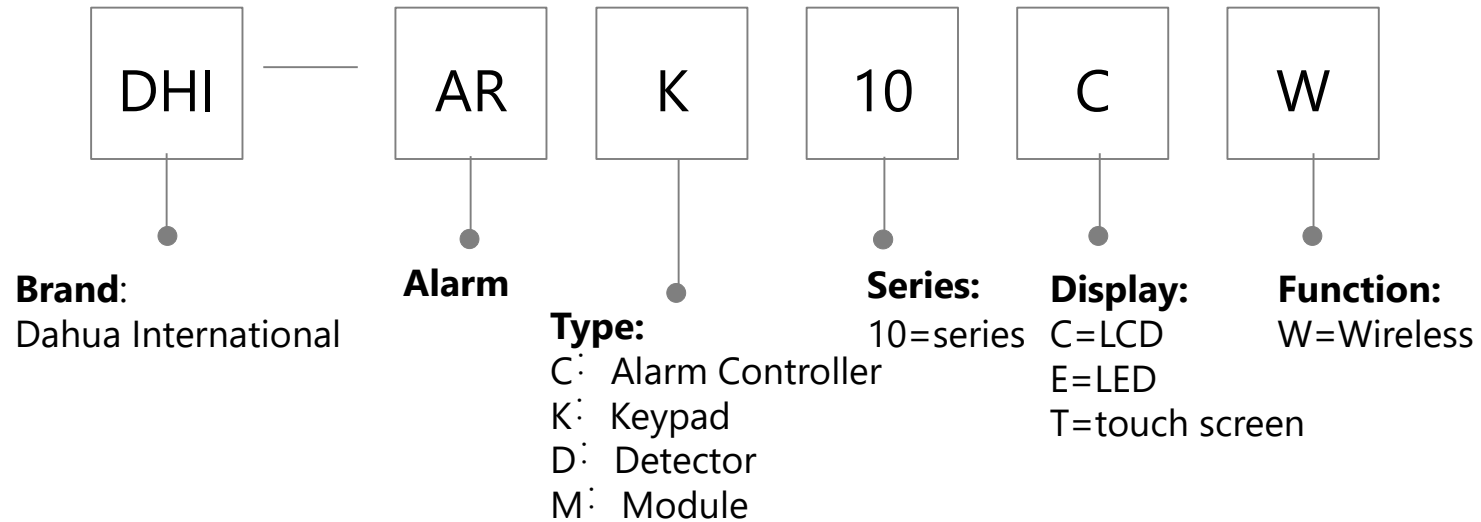 DHI — AR K 10 C W
Brand:
Dahua International
Alarm
Type:
C： Alarm Controller
K： Keypad
D： Detector
M： Module
Series:
10=series
Display:
C=LCD
E=LED
T=touch screen
Function:
W=Wireless